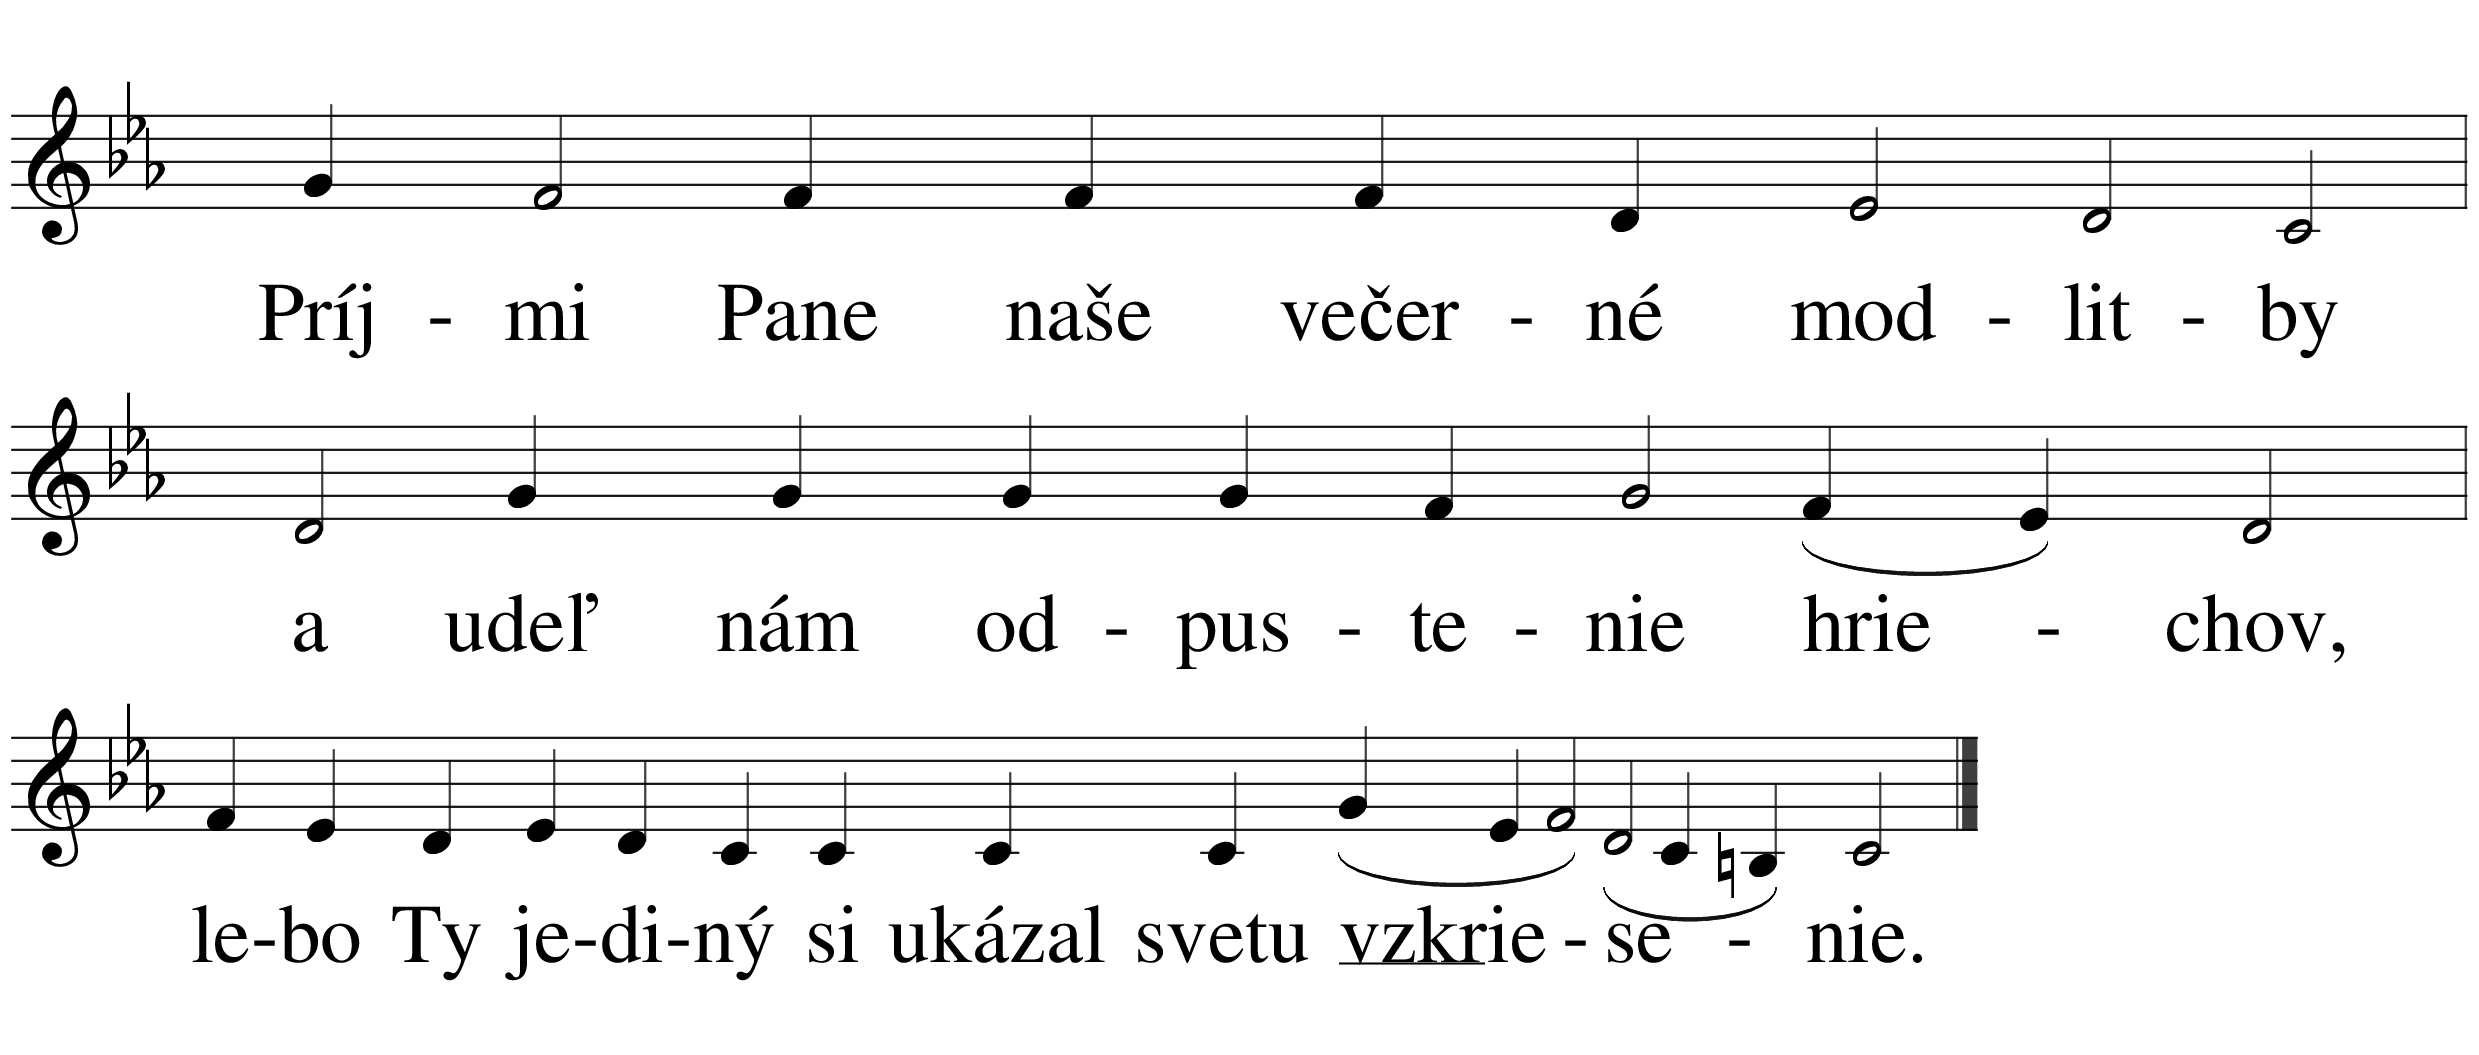 Príj - mi Pane naše večer - né mod - lit - by
a udeľ nám od - pus - te - nie hrie - chov,
le-bo Ty je-di-ný si ukázal svetu vzkrie - se - nie.